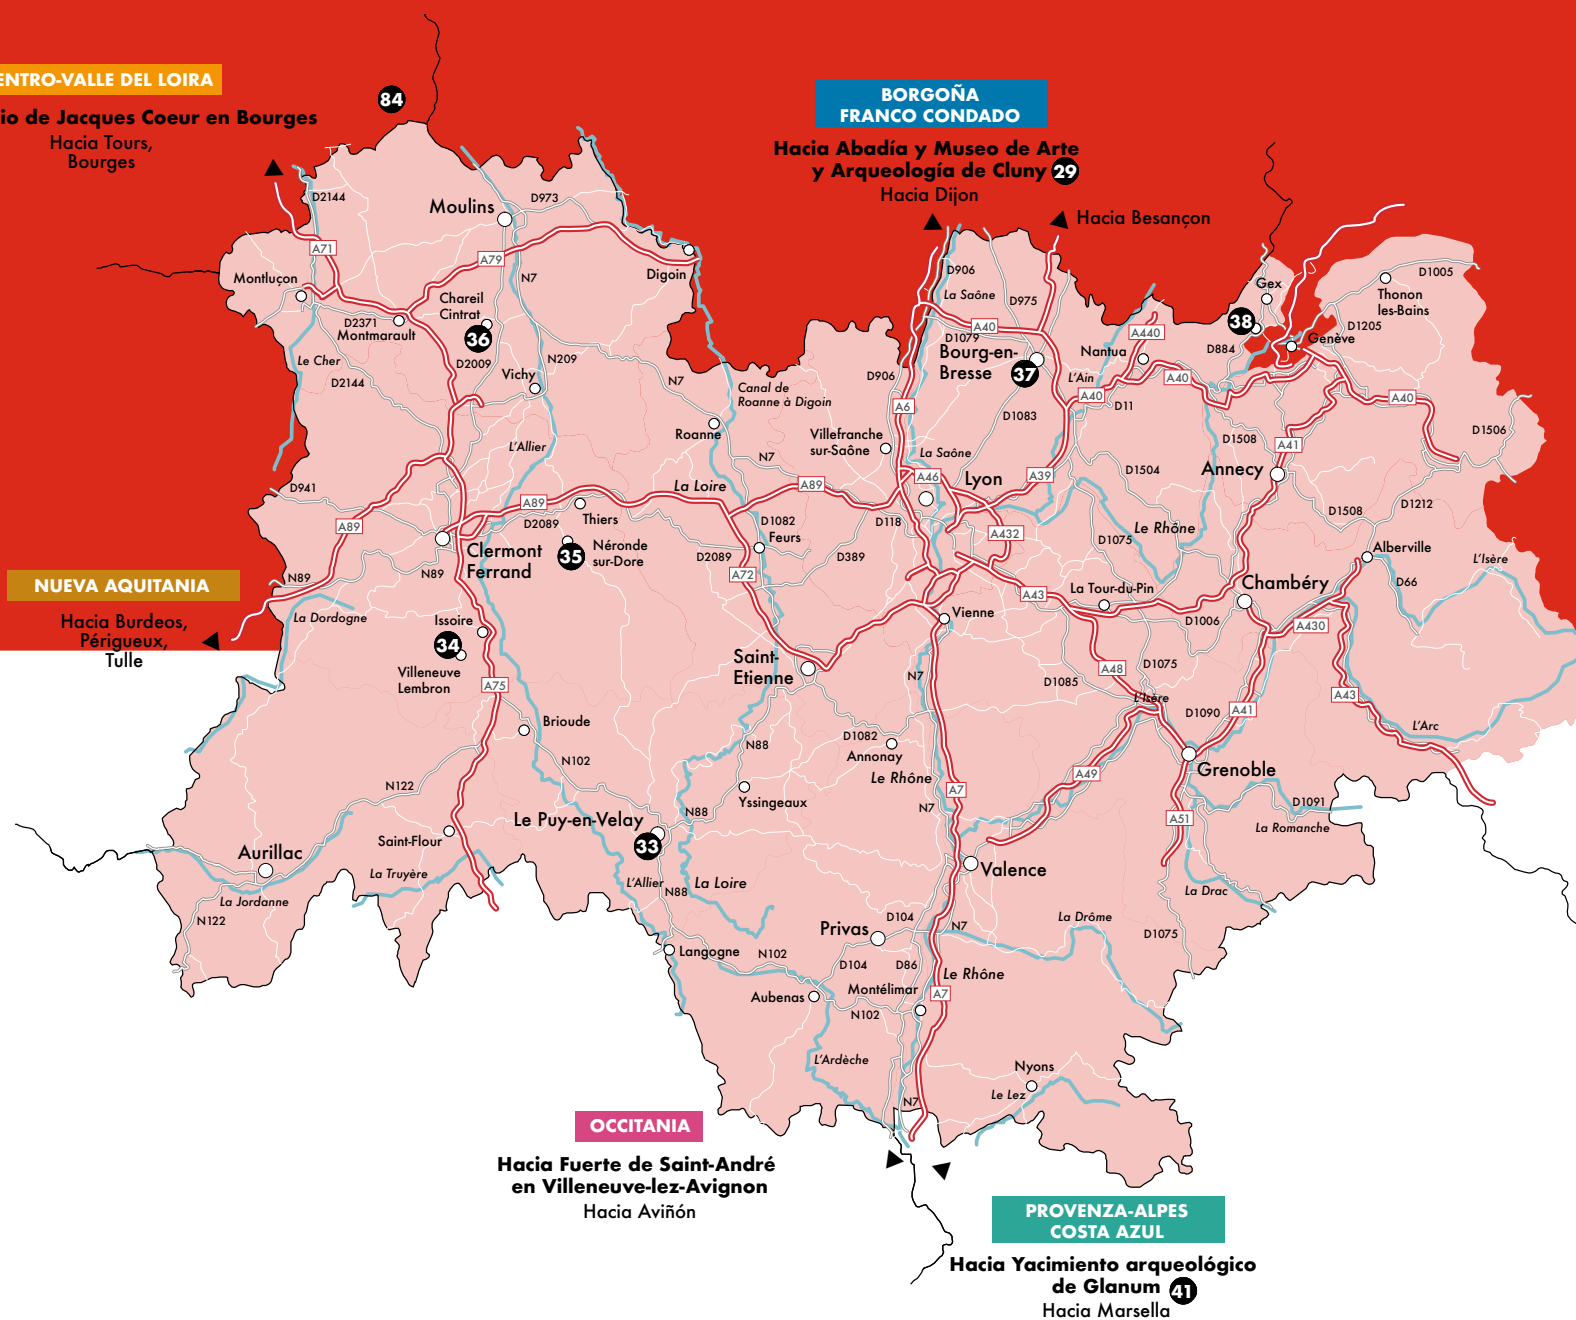 ENTRO-VALLE DEL LOIRA
io de Jacques Coeur en Bourges
Hacia Tours,
Bourges
84
BORGOÑA
FRANCO CONDADO
Hacia Abadía y Museo de Arte
y Arqueología de Cluny 29
Hacia Dijon
Hacia Besançon
D2144
Moulins
D973
A71
A79
N7
Digoin
Montluçon
Chareil
Cintrat
36
D2371
Montmarault
Le Cher
D2144
D2009
N209
Vichy
N7
Canal de
Roanne à Digoin
D906
La Saône
D975
A40
D1079
Bourg-en-
Bresse
37
D906
A6
D1083
L'Ain
Nantua
A440
A40
A40
D11
Gex
38
D884
Genève
D1005
Thonon
les-Bains
D1205
A40
D1506
D1508
A41
Annecy
Roanne
N7
Villefranche
sur-Saône
La Saône
L'Allier
La Loire
A89
A46
Lyon
A39
D1504
D941
A89
A89
D2089
Thiers
35
Néronde
sur-Dore
Clermont
Ferrand
N89
N89
D1082
Feurs
D2089
A72
D389
D118
A432
D1075
Le Rhône
D1508
D1212
Alberville
D66
L'Isère
NUEVA AQUITANIA
Hacia Burdeos,
Périgueux,
Tulle
La Dordogne
Issoire
34
Villeneuve
Lembron
A75
Saint-
Etienne
Vienne
A43
La Tour-du-Pin
Chambéry
D1006
A430
A48
D1075
D1085
L'Isère
N7
D1090
A41
A43
L'Arc
Brioude
N102
N88
D1082
Annonay
Le Rhône
Grenoble
A49
N122
Yssingeaux
N7
A7
D1091
La Romanche
A51
Le Puy-en-Velay
N88
33
Saint-Flour
Aurillac
La Truyère
La Jordanne
N122
L'Allier
N88
La Loire
Valence
La Drac
D1075
La Drôme
Privas
D104
N7
Langogne
N102
D104
D86
Le Rhône
Aubenas
Montélimar
A7
N102
L'Ardèche
Nyons
Le Lez
N7
OCCITANIA
Hacia Fuerte de Saint-André
en Villeneuve-lez-Avignon
Hacia Aviñón
PROVENZA-ALPES
COSTA AZUL
Hacia Yacimiento arqueológico
de Glanum 41
Hacia Marsella